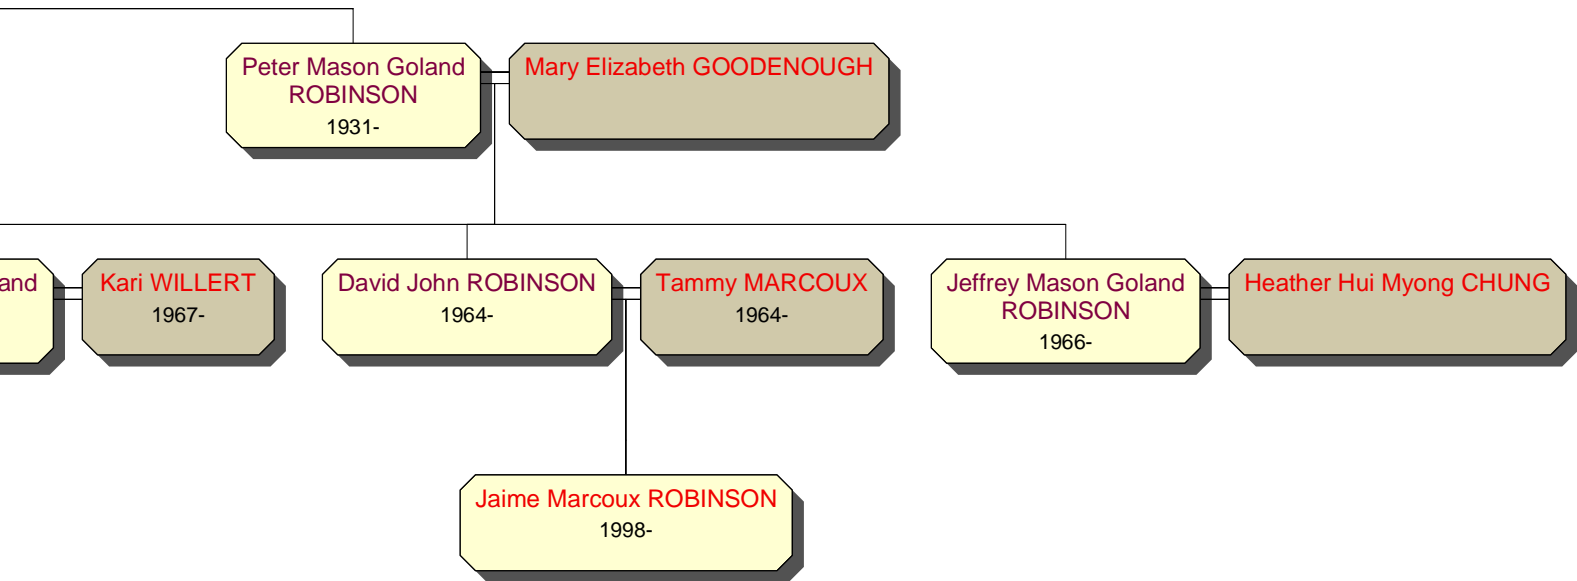 Peter Mason Goland
ROBINSON
1931-
Mary Elizabeth GOODENOUGH
and
Kari WILLERT
1967-
David John ROBINSON
1964-
Tammy MARCOUX
1964-
Jeffrey Mason Goland
ROBINSON
1966-
Heather Hui Myong CHUNG
Jaime Marcoux ROBINSON
1998-